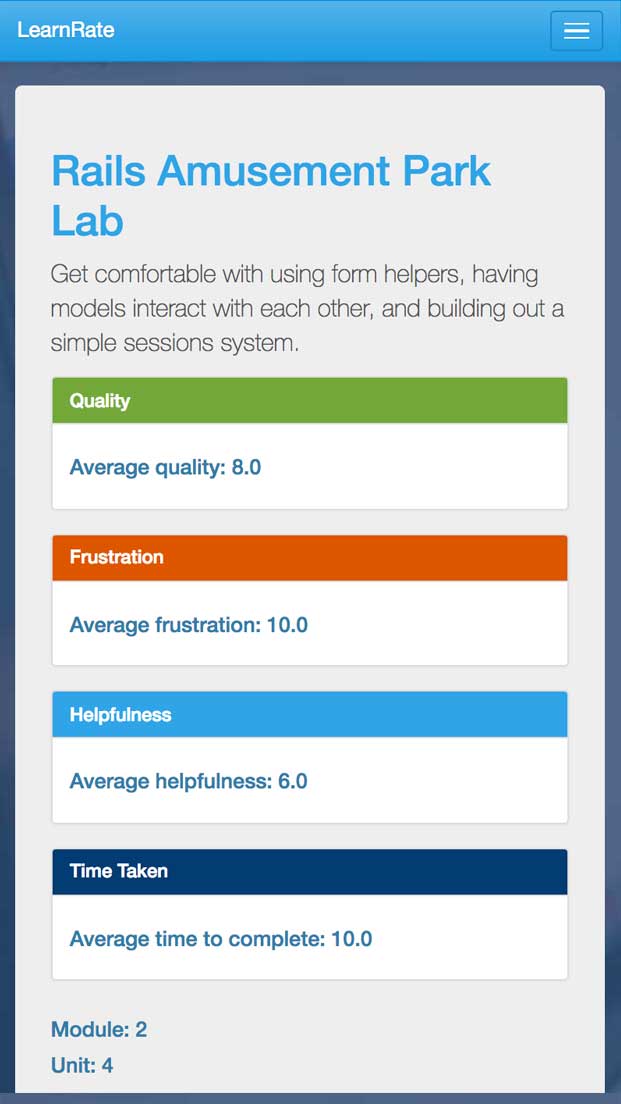 LearnRate
Rails Amusement Park
Lab
Get comfortable with using form helpers, having
models interact with each other, and building out a
simple sessions system.
Quality
Average quality: 8.0
Frustration
Average frustration: 10.0
Helpfulness
Average helpfulness: 6.0
Time Taken
Average time to complete: 10.0
Module: 2
Unit: 4